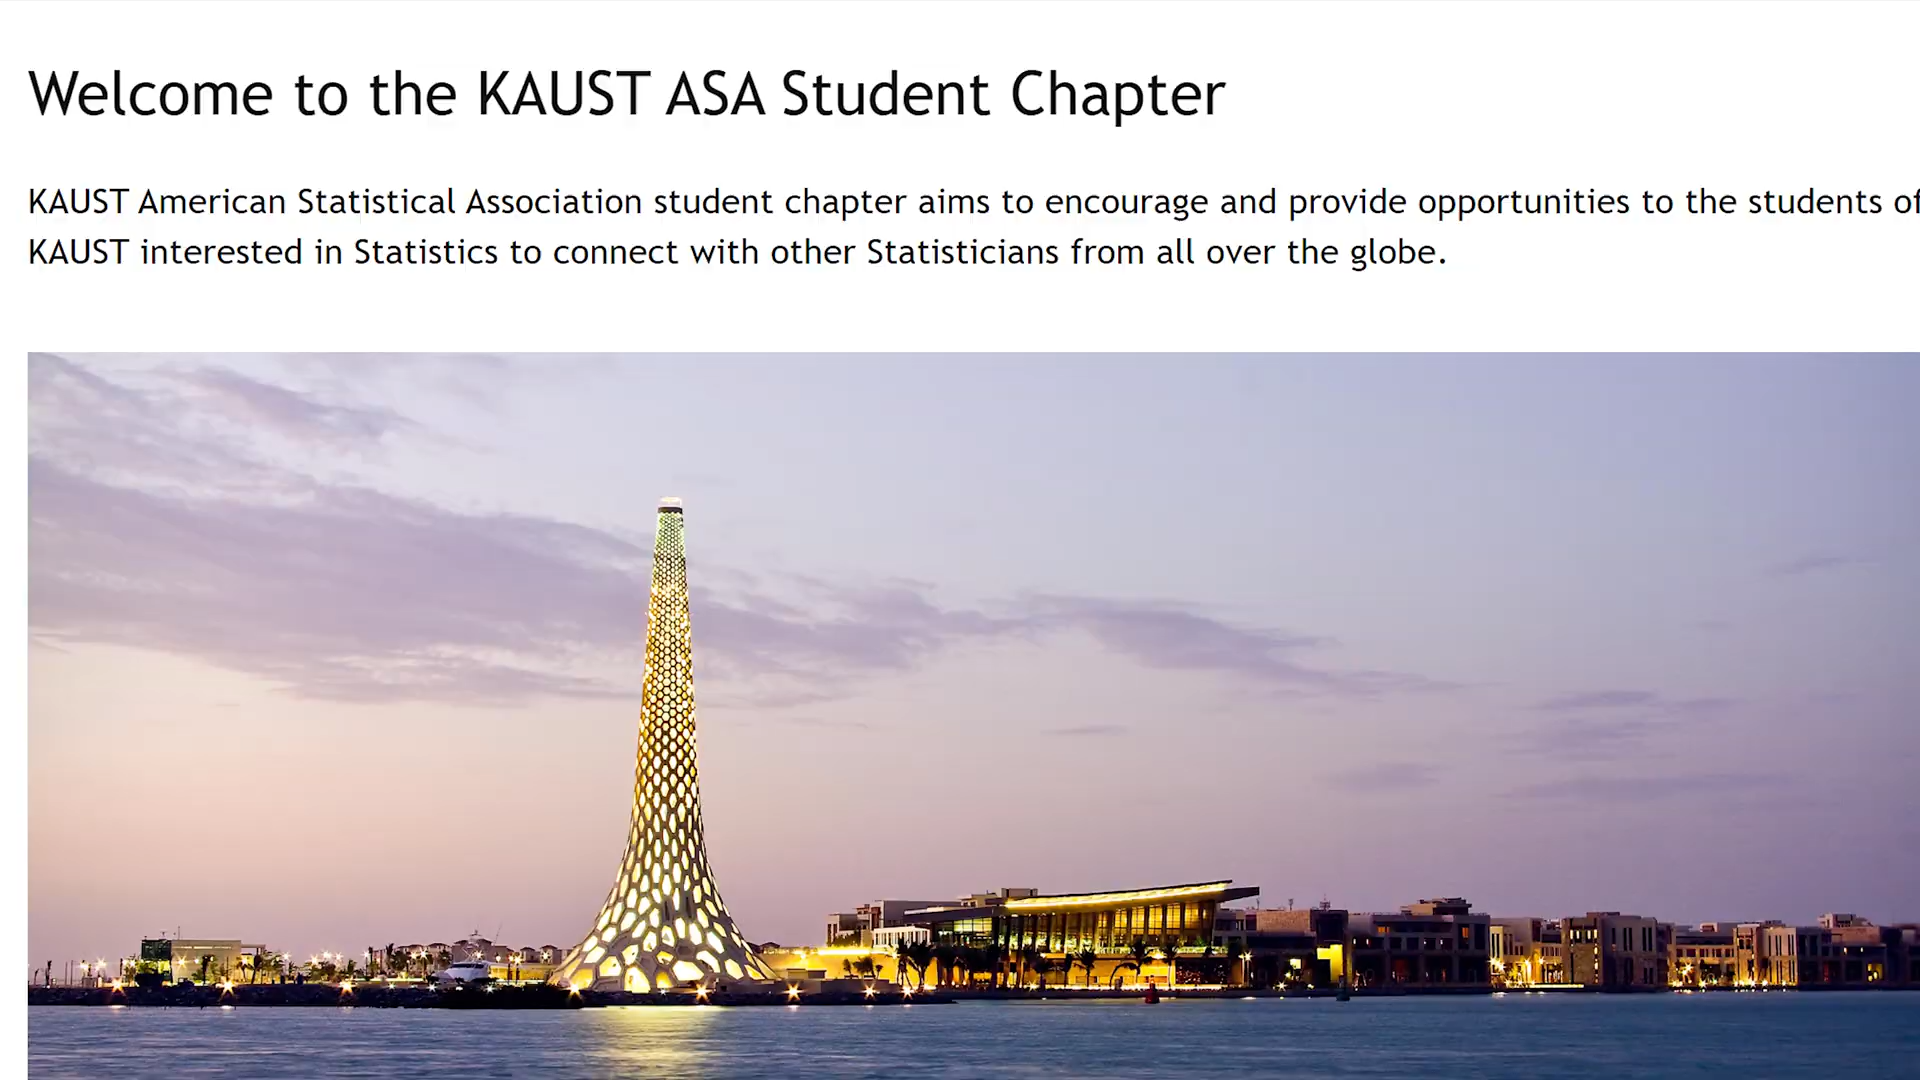 Welcome to the KAUST ASA Student Chapter
KAUST American Statistical Association student chapter aims to encourage and provide opportunities to the students of
KAUST interested in Statistics to connect with other Statisticians from all over the globe.